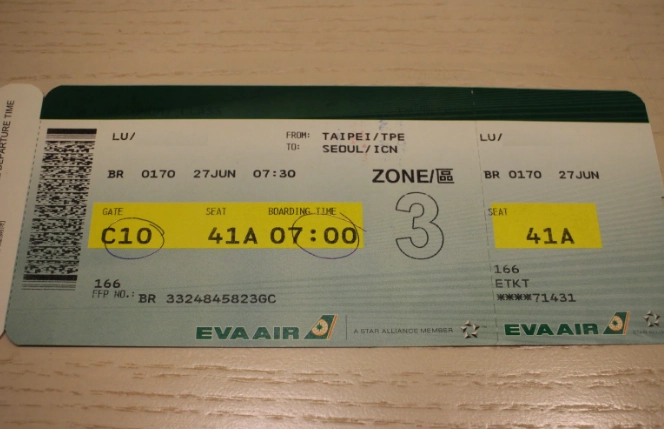 DEPARTURE TIME
LU/
FROM: TAIPEI/TPE
TO: SEOUL/ICN
BR 0170 27JUN 07:30
ZONE/區
3
GATE SEAT BOARDING TIME
C10 41A 07:00
166
FFP NO.: BR 3324845823GC
EVA AIR
A STAR ALLIANCE MEMBER
LU/
BR 0170 27JUN
SEAT
41A
166
ETKT
****71431
EVA AIR